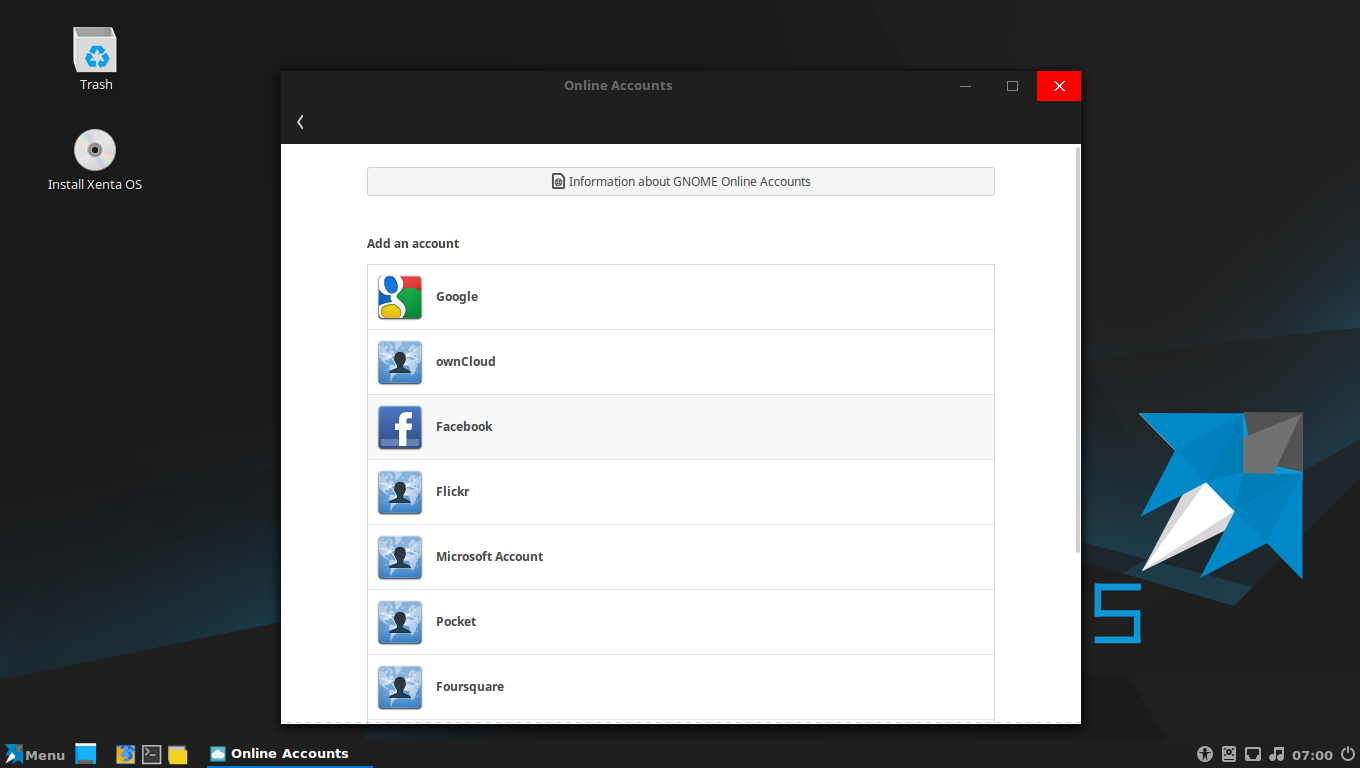 Trash
Install Xenta OS
Online Accounts
Information about GNOME Online Accounts
Add an account
Google
ownCloud
Facebook
Flickr
Microsoft Account
Pocket
Foursquare
S
Menu
Online Accounts
07:00